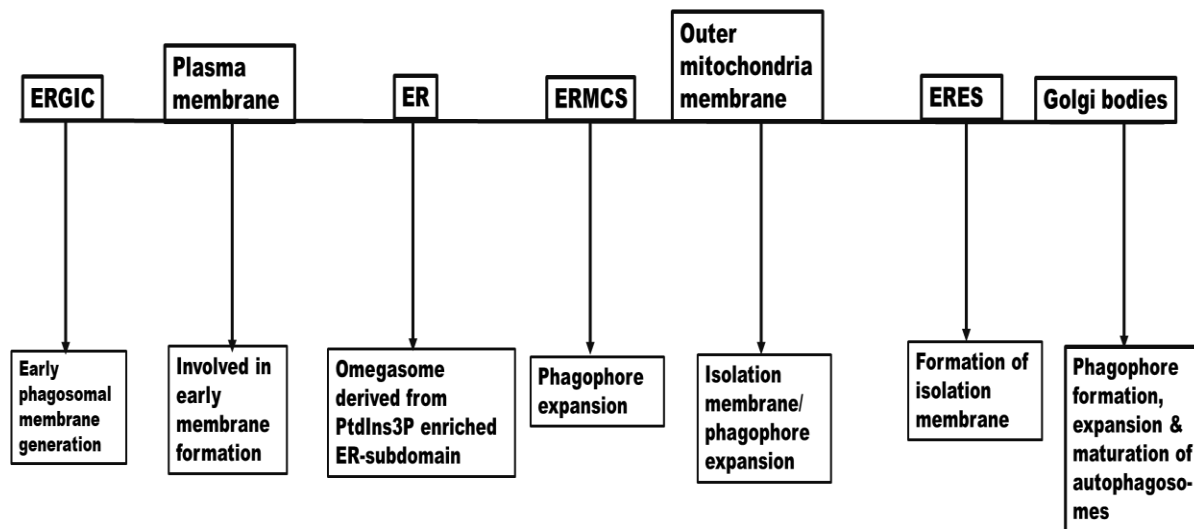 ERGIC
Plasma
membrane
ER
ERMCS
Outer
mitochondria
membrane
ERES
Golgi bodies
Early
phagosomal
membrane
generation
Involved in
early
membrane
formation
Omegasome
derived from
PtdIns3P enriched
ER-subdomain
Phagophore
expansion
Isolation
membrane/
phagophore
expansion
Formation of
isolation
membrane
Phagophore
formation,
expansion &
maturation of
autophagoso-
mes